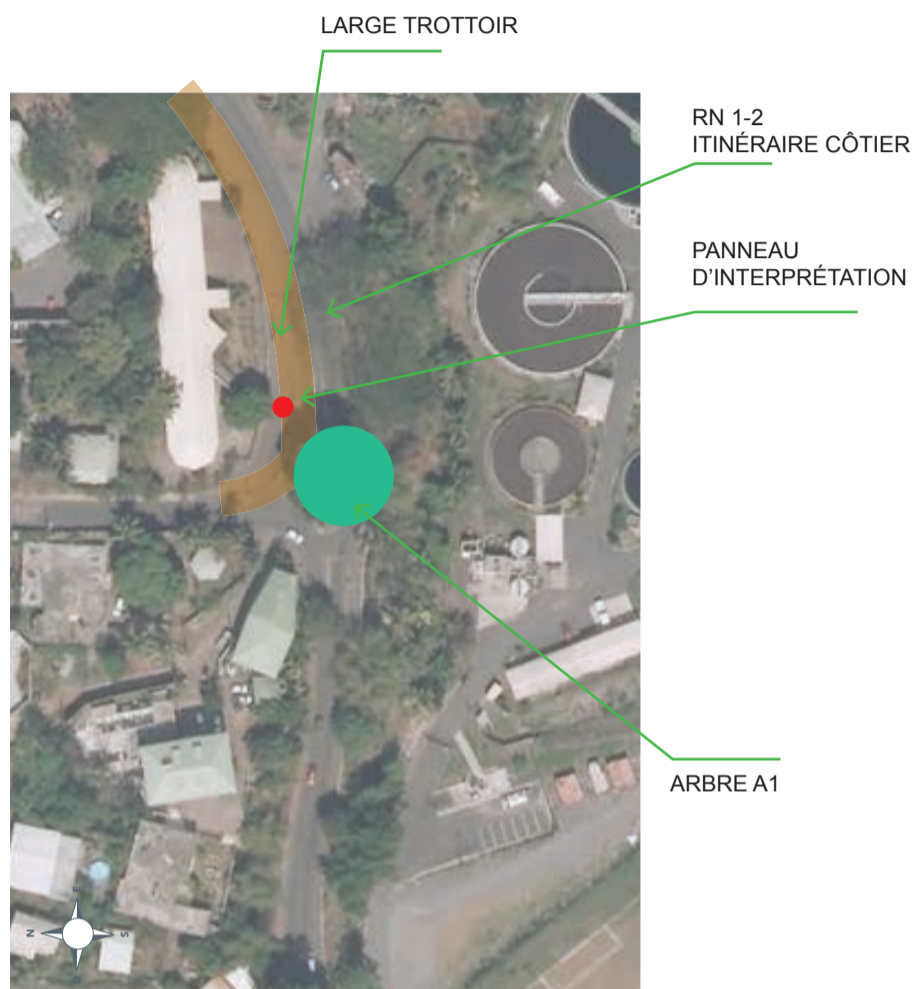 LARGE TROTTOIR
RN 1-2
ITINÉRAIRE CÔTIER
PANNEAU
D'INTERPRÉTATION
ARBRE A1
E
N
S
O